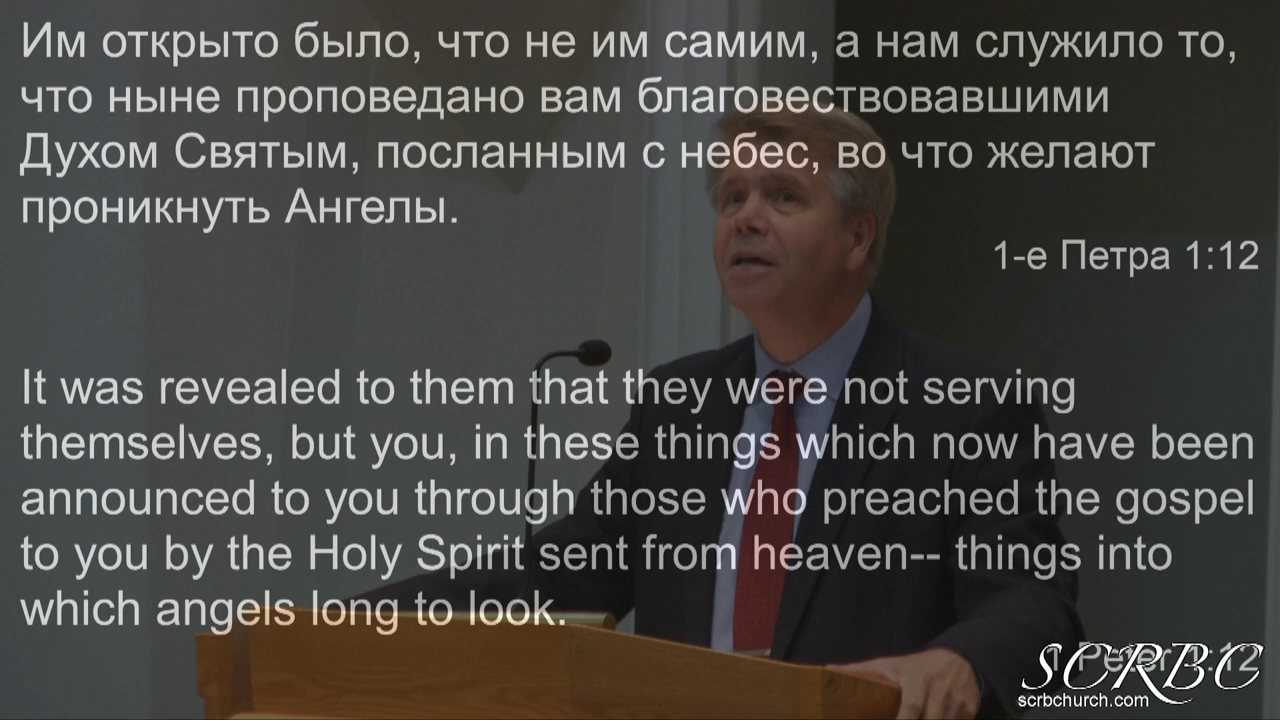 Им открыто было, что не им самим, а нам служило то,
что ныне проповедано вам благовествовавшими
Духом Святым, посланным с небес, во что желают
проникнуть Ангелы.
1-е Петра 1:12
It was revealed to them that they were not serving
themselves, but you, in these things which now have been
announced to you through those who preached the gospel
to you by the Holy Spirit sent from heaven-- things into
which angels long to look.
1 Peter 1:12
SCRBC
scrbchurch.com